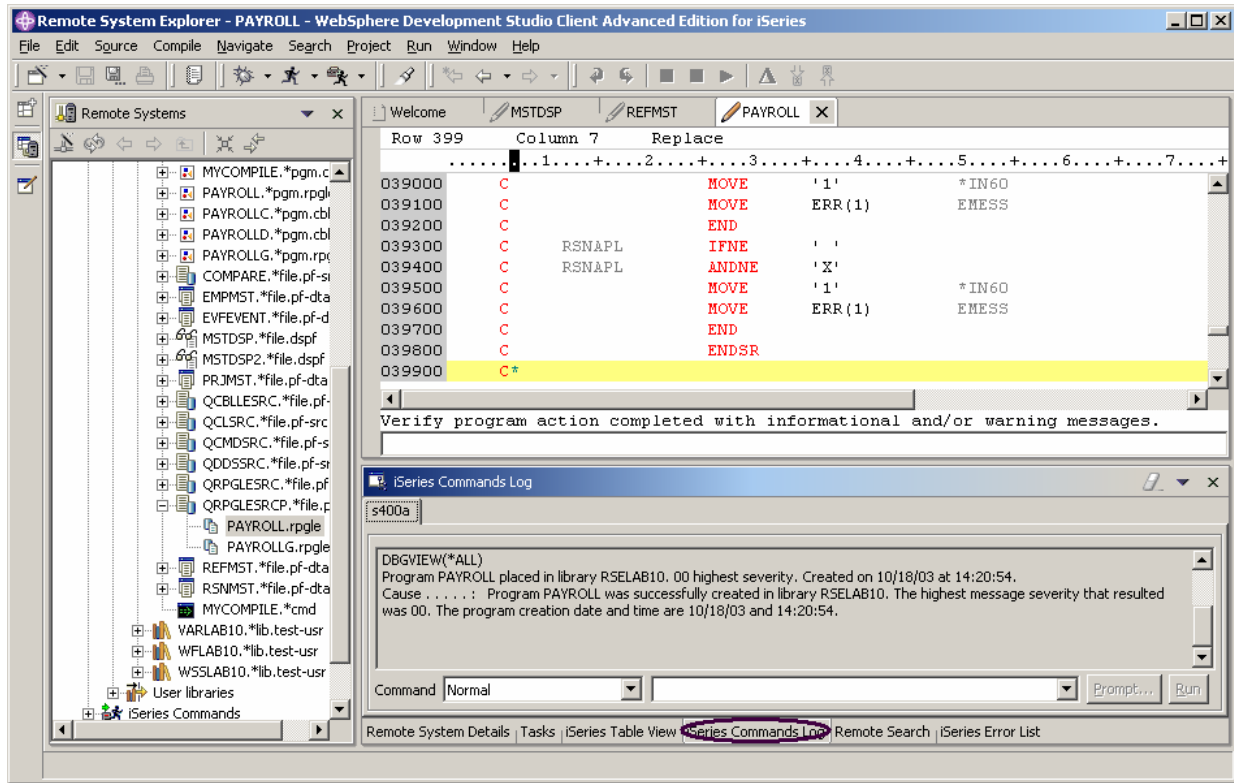 Remote System Explorer - PAYROLL - WebSphere Development Studio Client Advanced Edition for iSeries
File Edit Source Compile Navigate Search Project Run Window Help
Remote Systems
MYCOMPILE.*pgm.c
PAYROLL.*pgm.rpgl
PAYROLLC.*pgm.cbl
PAYROLLD.*pgm.cbl
PAYROLLG.*pgm.rpg
COMPARE.*file.pf-sr
EMPMST.*file.pf-dta
EVFEVENT.*file.pf-d
MSTDSP.*file.dspf
MSTDSP2.*file.dspf
PRJMST.*file.pf-dta
QCBLLESRC.*file.pf-
QCLSRC.*file.pf-src
QCMDSRC.*file.pf-s
QDDSSRC.*file.pf-sr
QRPGLESRC.*file.pf
QRPGLESRCP.*file.p
PAYROLL.rpgle
PAYROLLG.rpgle
REFMST.*file.pf-dta
RSNMST.*file.pf-dta
MYCOMPILE.*cmd
VARLAB10.*lib.test-usr
WFLAB10.*lib.test-usr
WSSLAB10.*lib.test-usr
User libraries
iSeries Commands
Welcome MSTDSP REFMST PAYROLL
Row 399 Column 7 Replace
.......1....+....2....+....3....+....4....+....5....+....6....+....7....+
039000 C MOVE '1' *IN60
039100 C MOVE ERR(1) EMESS
039200 C END
039300 C RSNAPL IFNE ' '
039400 C RSNAPL ANDNE 'X'
039500 C MOVE '1' *IN60
039600 C MOVE ERR(1) EMESS
039700 C END
039800 C ENDSR
039900 C*
Verify program action completed with informational and/or warning messages.
iSeries Commands Log
s400a
DBGVIEW(*ALL)
Program PAYROLL placed in library RSELAB10. 00 highest severity. Created on 10/18/03 at 14:20:54.
Cause . . . . . : Program PAYROLL was successfully created in library RSELAB10. The highest message severity that resulted
was 00. The program creation date and time are 10/18/03 and 14:20:54.
Command Normal Prompt... Run
Remote System Details Tasks iSeries Table View iSeries Commands Log Remote Search iSeries Error List